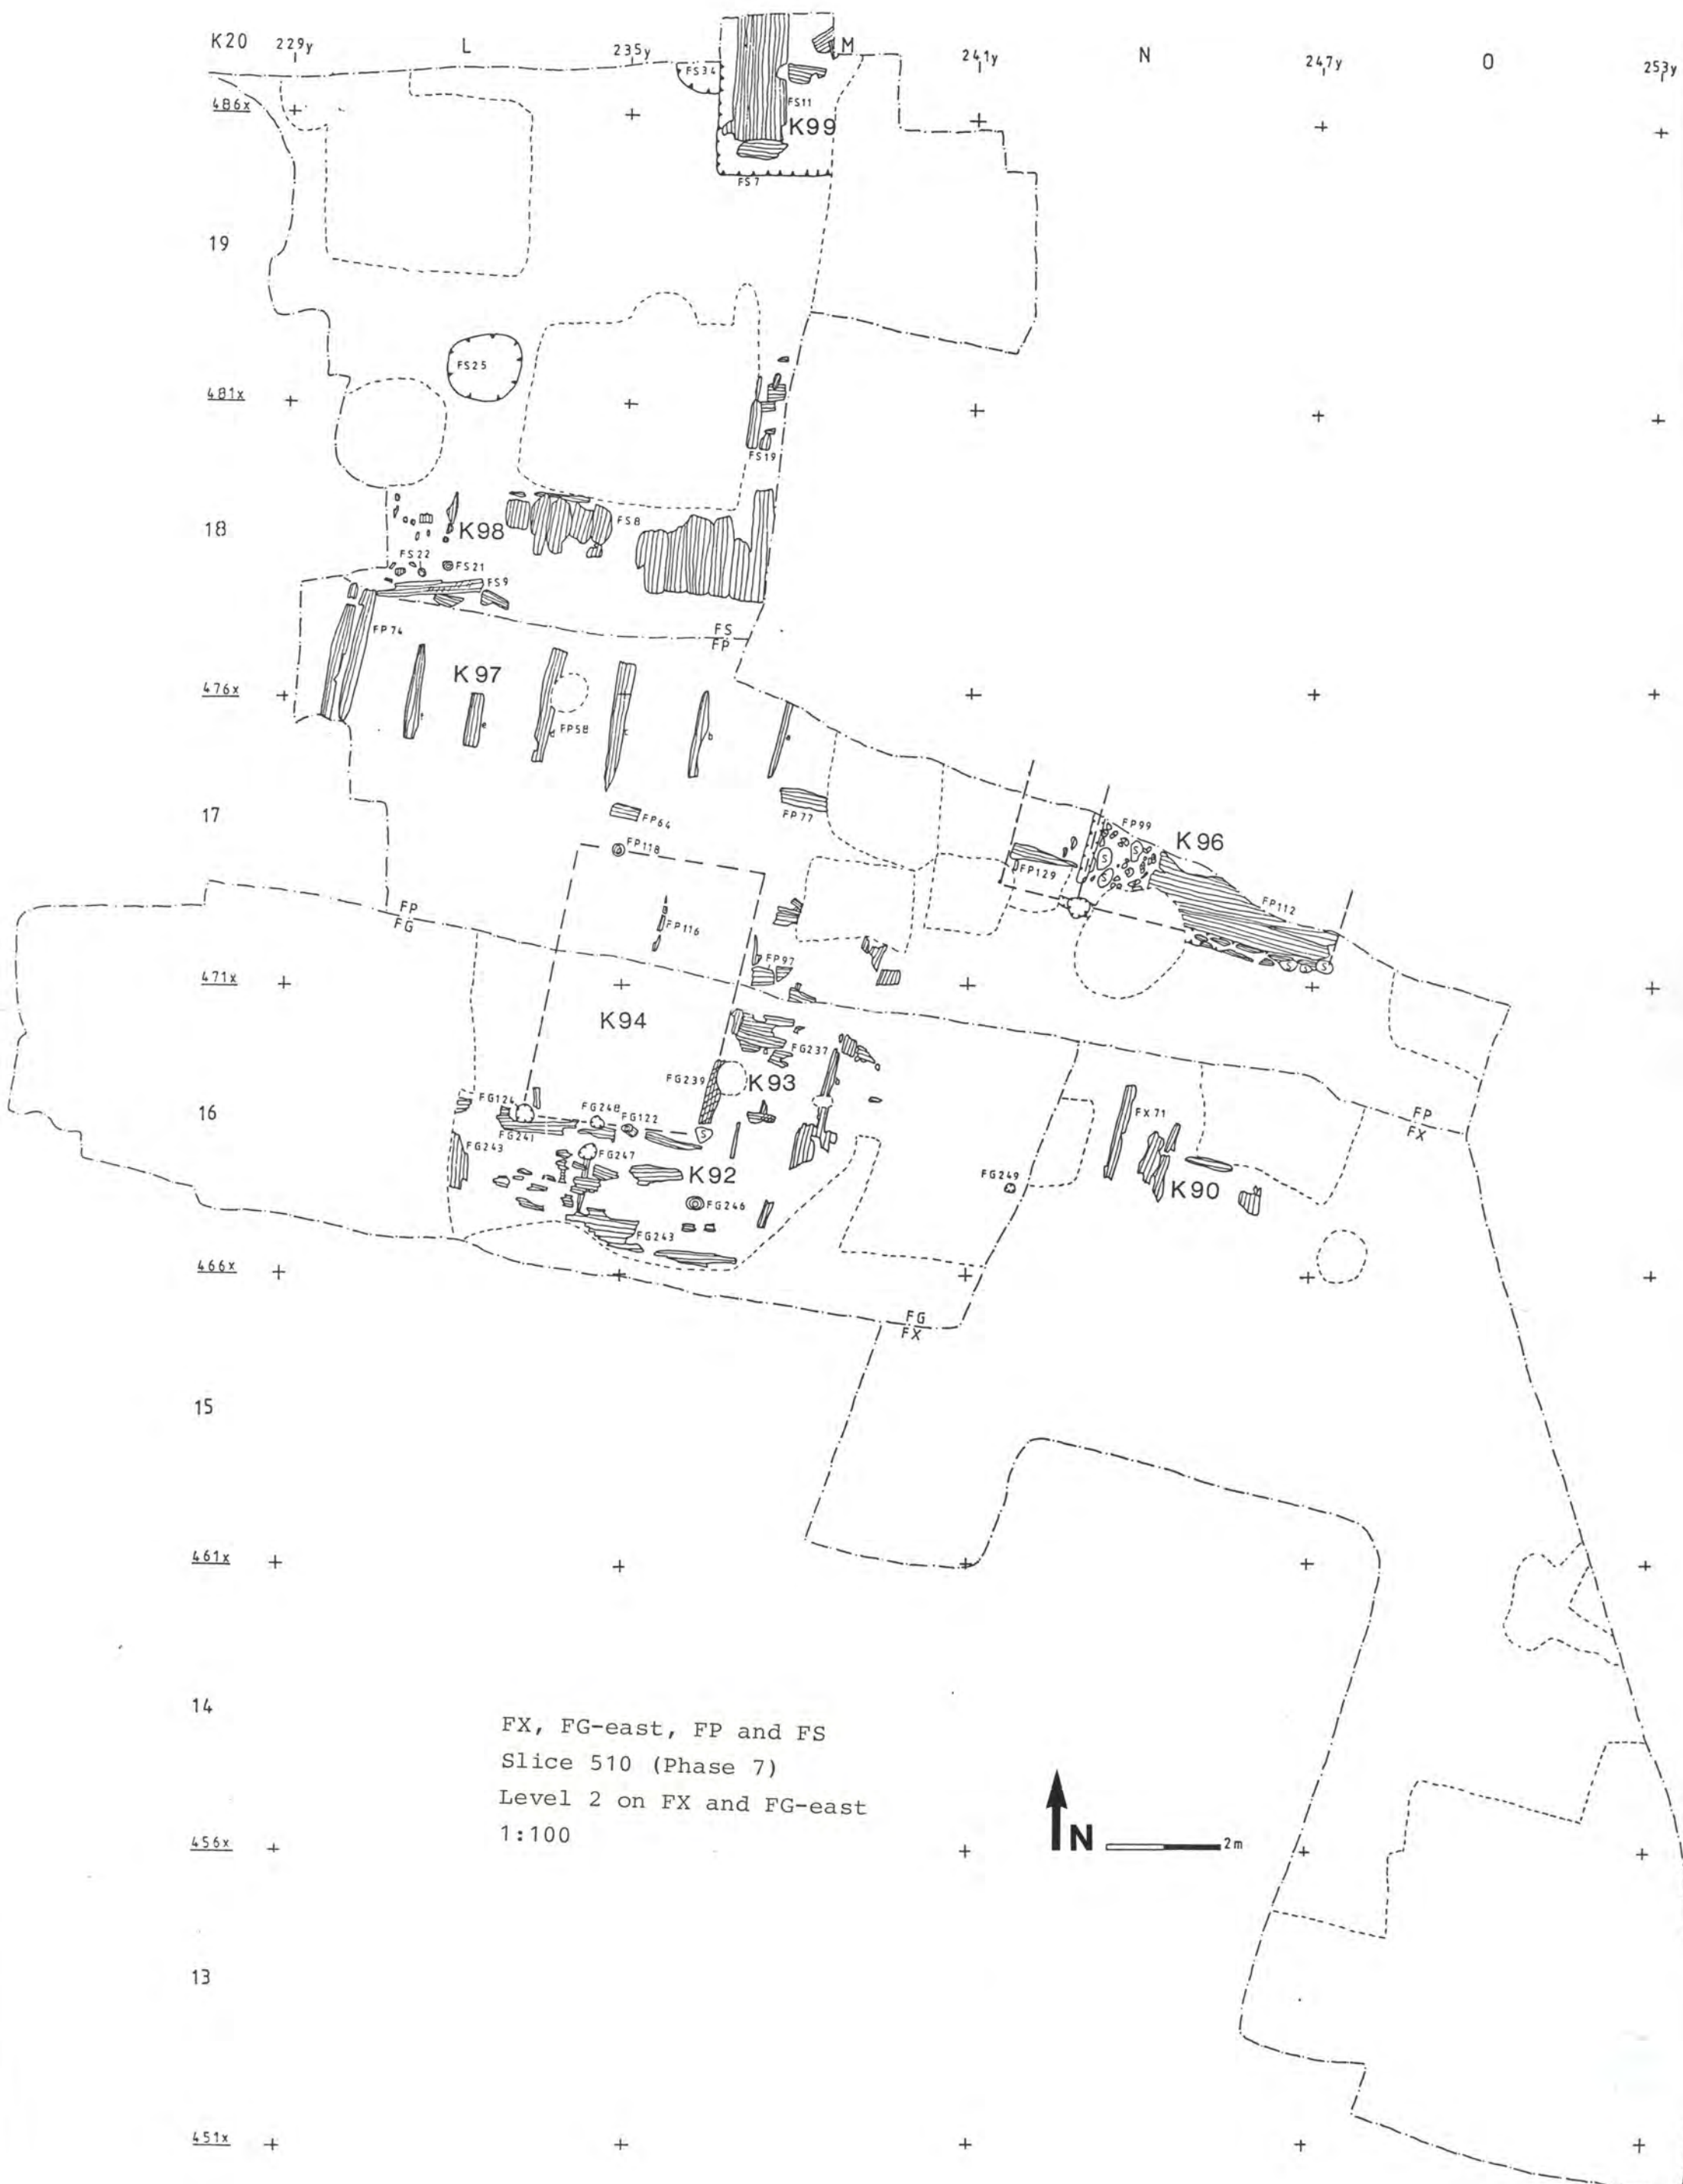 K20 229y L 235y M 241y N 247y O 253y
FS34
486x
FS11
K99
FS7
19
FS25
481x
FS19
18
K98
FS8
FS22
FS21
FS9
FP74
FS
FP
K97
476x
f
e
d
FP58
c
b
a
17
FP64
FP77
FP99
K96
FP118
S
S
S
FP129
FP
FG
FP116
FP112
FP97
S S S
471x
K94
a
FG237
b
FG239
K93
16
FG124
FG248
FG122
FG241
S
FX71
FP
FX
FG243
FG247
K92
FG249
K90
FG246
FG243
466x
FG
FX
15
461x
14
FX, FG-east, FP and FS
Slice 510 (Phase 7)
Level 2 on FX and FG-east
1:100
456x
N
2m
13
451x